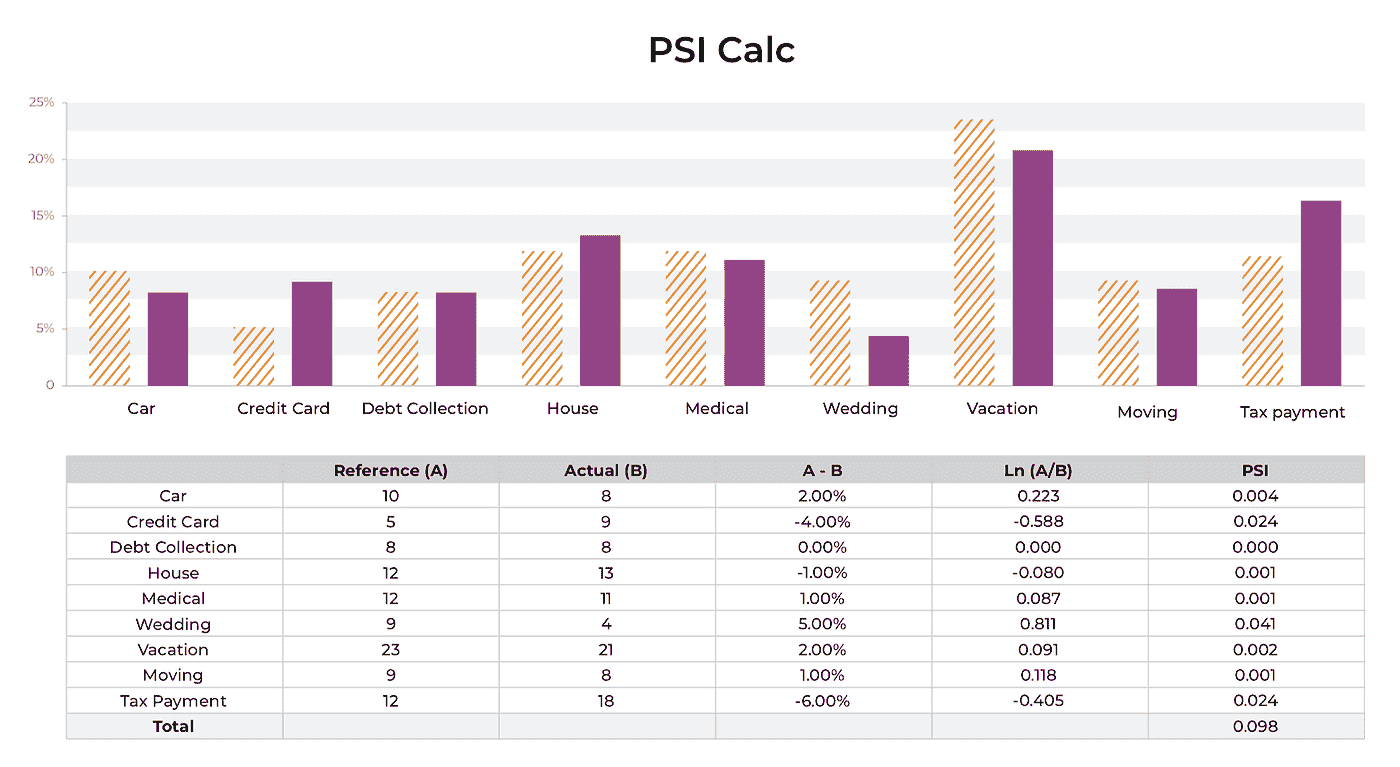 PSI Calc
25%
20%
15%
10%
5%
0
Car Credit Card Debt Collection House Medical Wedding Vacation Moving Tax payment
Reference (A) Actual (B) A - B Ln (A/B) PSI
Car 10 8 2.00% 0.223 0.004
Credit Card 5 9 -4.00% -0.588 0.024
Debt Collection 8 8 0.00% 0.000 0.000
House 12 13 -1.00% -0.080 0.001
Medical 12 11 1.00% 0.087 0.001
Wedding 9 4 5.00% 0.811 0.041
Vacation 23 21 2.00% 0.091 0.002
Moving 9 8 1.00% 0.118 0.001
Tax Payment 12 18 -6.00% -0.405 0.024
Total 0.098